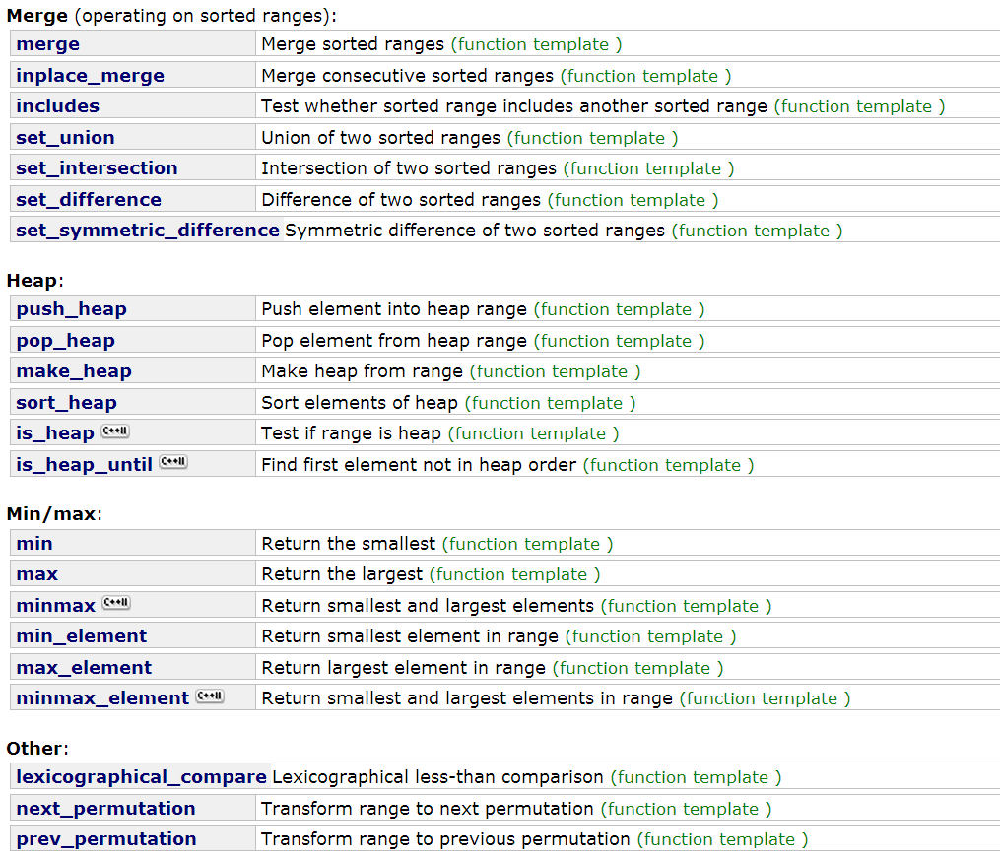 Merge (operating on sorted ranges):
merge Merge sorted ranges (function template )
inplace_merge Merge consecutive sorted ranges (function template )
includes Test whether sorted range includes another sorted range (function template )
set_union Union of two sorted ranges (function template )
set_intersection Intersection of two sorted ranges (function template )
set_difference Difference of two sorted ranges (function template )
set_symmetric_difference Symmetric difference of two sorted ranges (function template )
Heap:
push_heap Push element into heap range (function template )
pop_heap Pop element from heap range (function template )
make_heap Make heap from range (function template )
sort_heap Sort elements of heap (function template )
is_heap C++11 Test if range is heap (function template )
is_heap_until C++11 Find first element not in heap order (function template )
Min/max:
min Return the smallest (function template )
max Return the largest (function template )
minmax C++11 Return smallest and largest elements (function template )
min_element Return smallest element in range (function template )
max_element Return largest element in range (function template )
minmax_element C++11 Return smallest and largest elements in range (function template )
Other:
lexicographical_compare Lexicographical less-than comparison (function template )
next_permutation Transform range to next permutation (function template )
prev_permutation Transform range to previous permutation (function template )